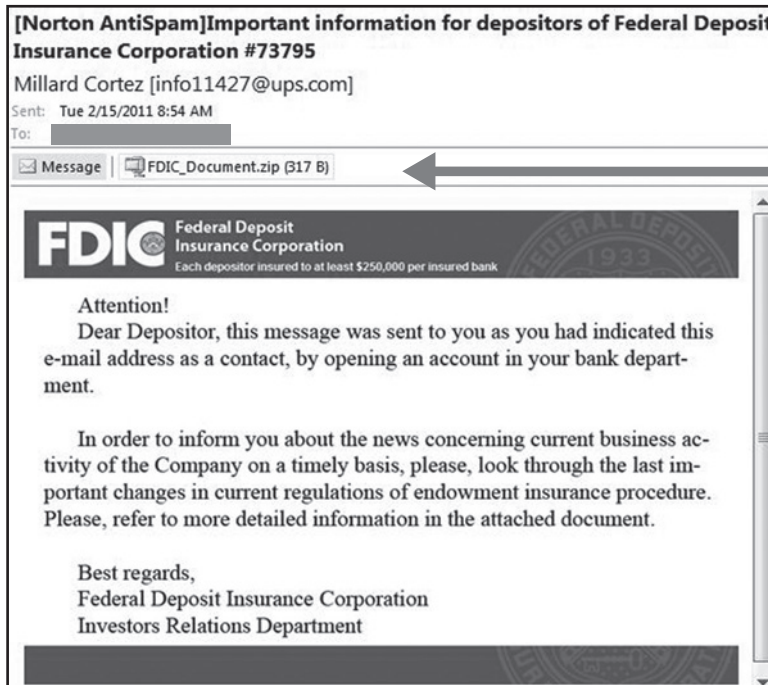 [Norton AntiSpam]Important information for depositors of Federal Deposit
Insurance Corporation #73795
Millard Cortez [info11427@ups.com]
Sent: Tue 2/15/2011 8:54 AM
To:
Message FDIC_Document.zip (317 B)
FDIC Federal Deposit
Insurance Corporation
Each depositor insured to at least $250,000 per insured bank
FEDERAL DEPOSI
1933
Attention!
Dear Depositor, this message was sent to you as you had indicated this
e-mail address as a contact, by opening an account in your bank depart-
ment.
In order to inform you about the news concerning current business ac-
tivity of the Company on a timely basis, please, look through the last im-
portant changes in current regulations of endowment insurance procedure.
Please, refer to more detailed information in the attached document.
Best regards,
Federal Deposit Insurance Corporation
Investors Relations Department